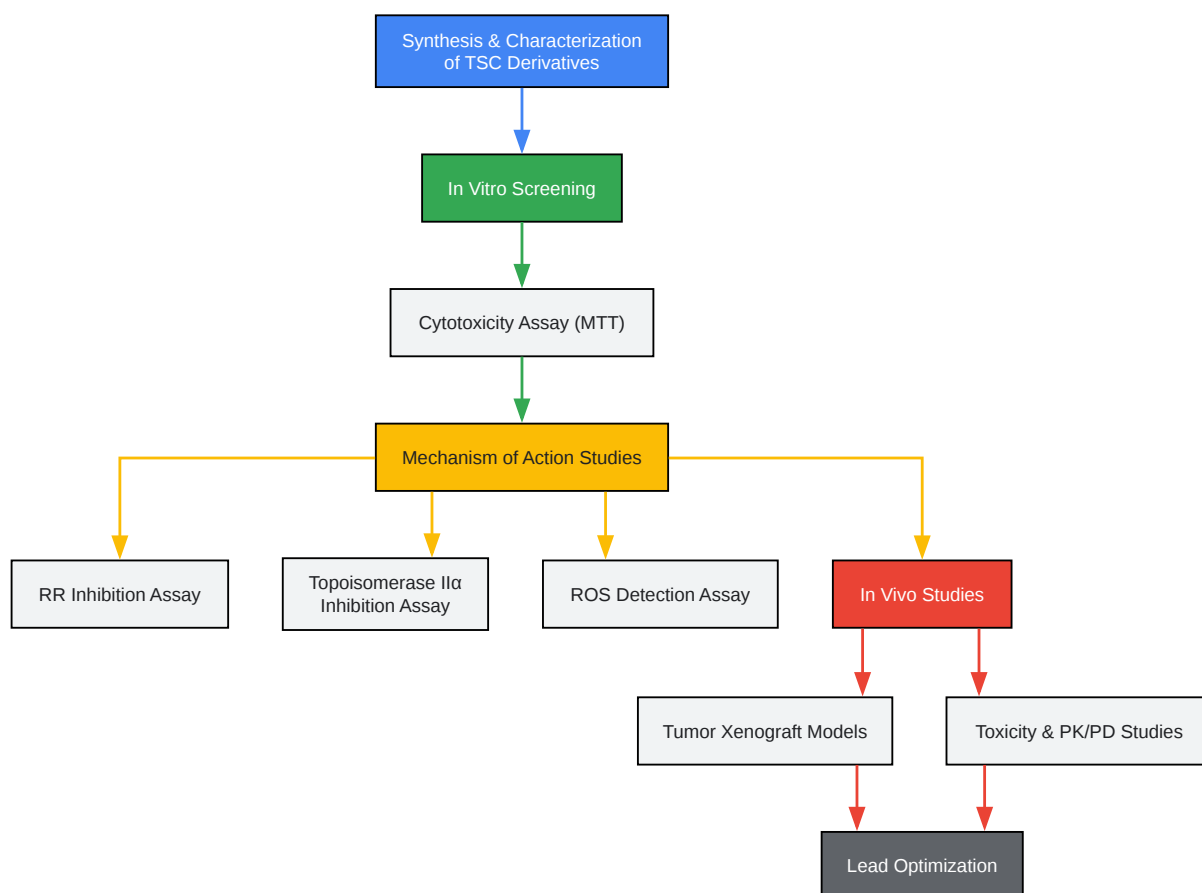 Synthesis & Characterization
of TSC Derivatives
In Vitro Screening
Cytotoxicity Assay (MTT)
Mechanism of Action Studies
RR Inhibition Assay
Topoisomerase IIα
Inhibition Assay
ROS Detection Assay
In Vivo Studies
Tumor Xenograft Models
Toxicity & PK/PD Studies
Lead Optimization